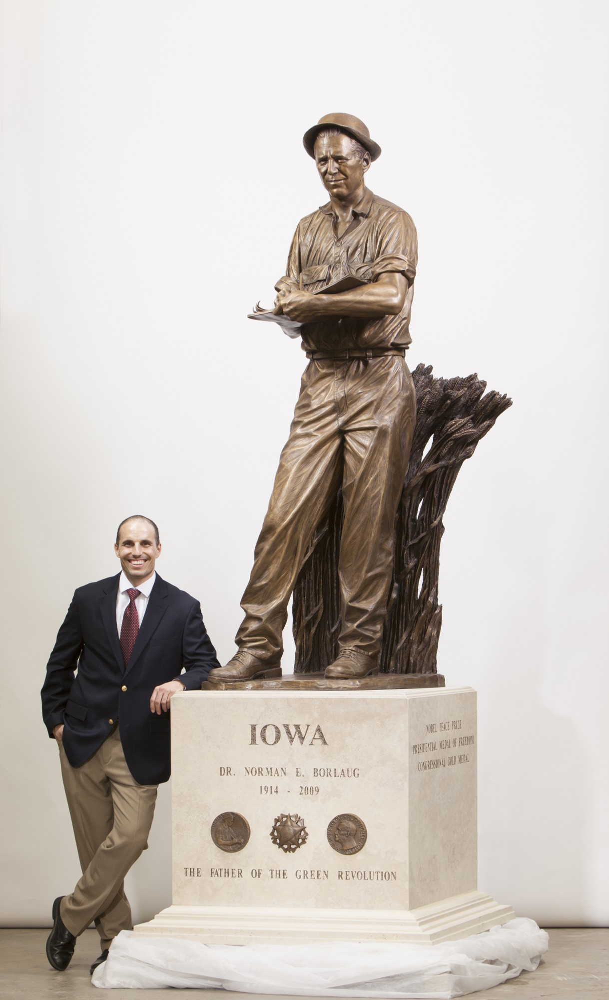 IOWA
DR. NORMAN E. BORLAUG
1914 - 2009
THE FATHER OF THE GREEN REVOLUTION
NOBEL PEACE PRIZE
PRESIDENTIAL MEDAL OF FREEDOM
CONGRESSIONAL GOLD MEDAL